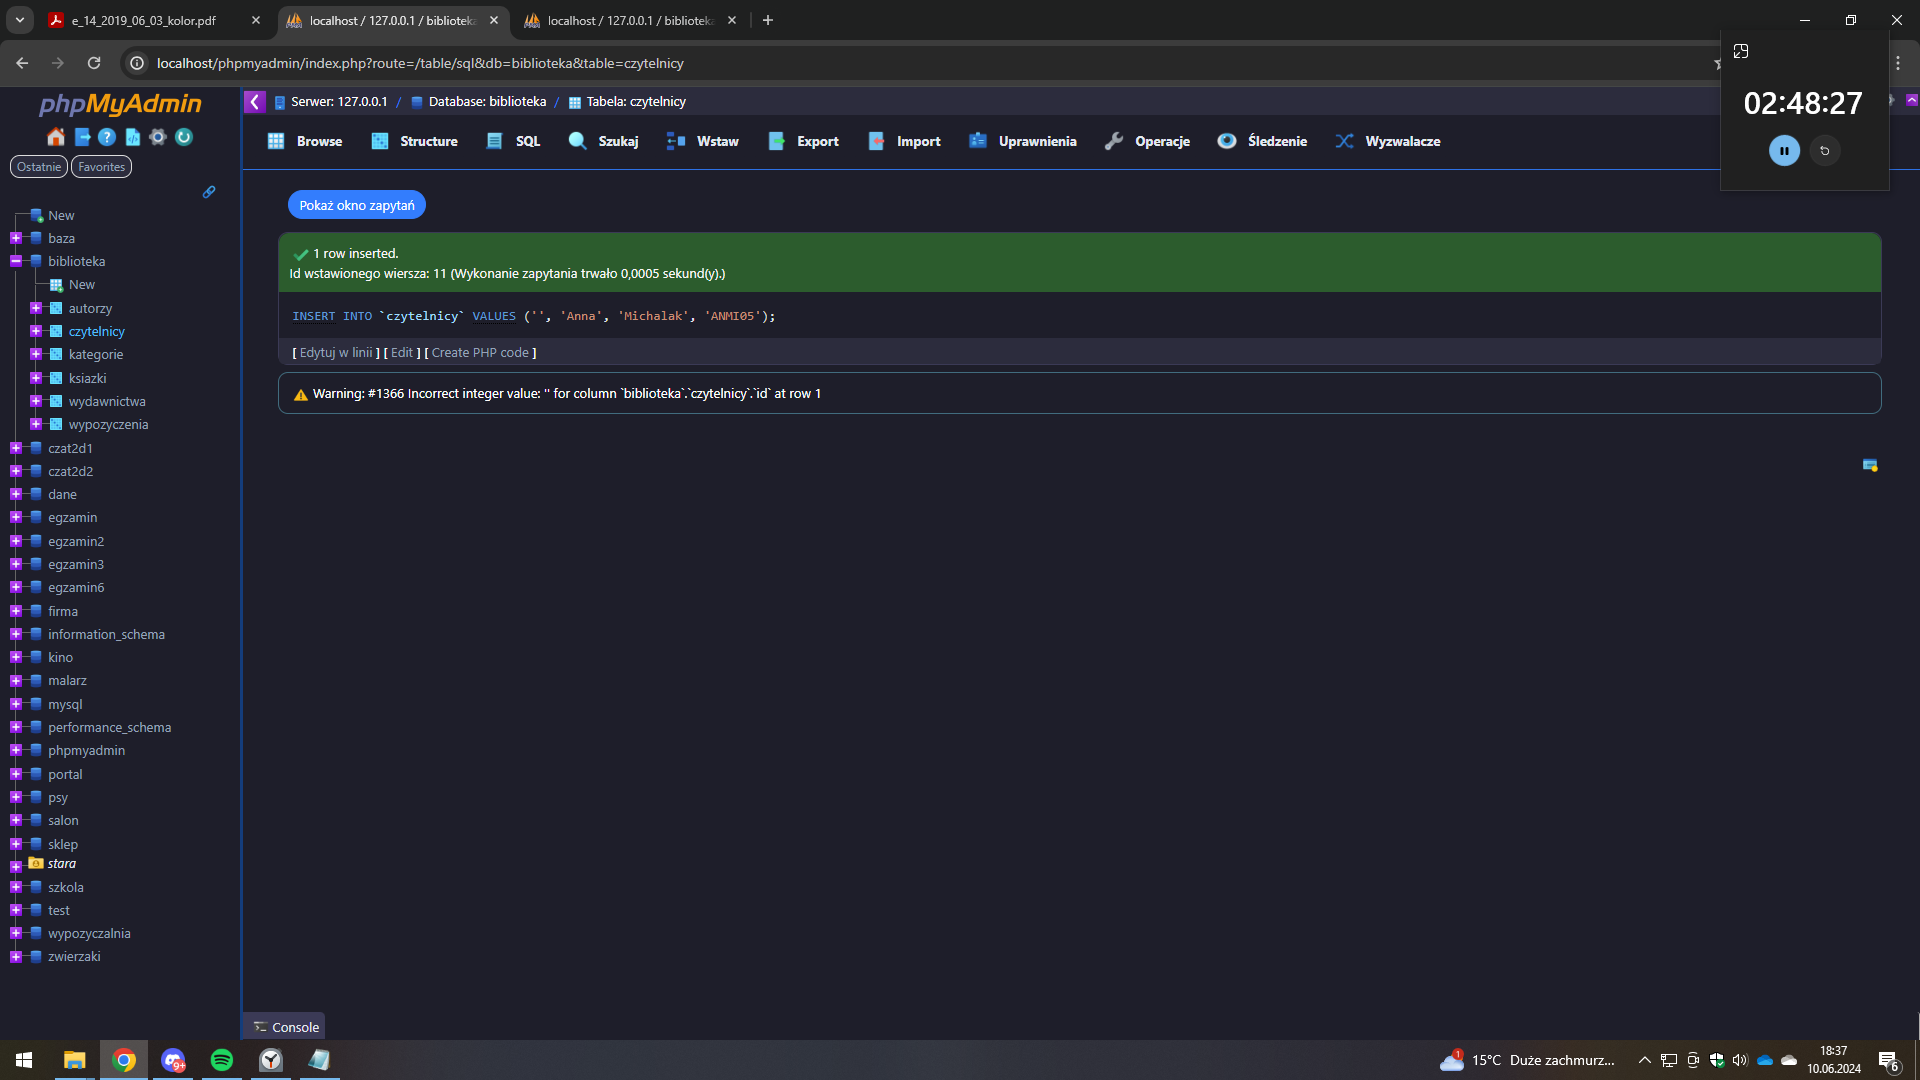 e_14_2019_06_03_kolor.pdf
localhost / 127.0.0.1 / biblioteka
localhost / 127.0.0.1 / biblioteka
localhost/phpmyadmin/index.php?route=/table/sql&db=biblioteka&table=czytelnicy
02:48:27
phpMyAdmin
Ostatnie
Favorites
New
baza
biblioteka
New
autorzy
czytelnicy
kategorie
ksiazki
wydawnictwa
wypozyczenia
czat2d1
czat2d2
dane
egzamin
egzamin2
egzamin3
egzamin6
firma
information_schema
kino
malarz
mysql
performance_schema
phpmyadmin
portal
psy
salon
sklep
stara
szkola
test
wypozyczalnia
zwierzaki
Serwer: 127.0.0.1 / Database: biblioteka / Tabela: czytelnicy
Browse Structure SQL Szukaj Wstaw Export Import Uprawnienia Operacje Śledzenie Wyzwalacze
Pokaż okno zapytań
1 row inserted.
Id wstawionego wiersza: 11 (Wykonanie zapytania trwało 0,0005 sekund(y).)
INSERT INTO `czytelnicy` VALUES ('', 'Anna', 'Michalak', 'ANMI05');
[ Edytuj w linii ] [ Edit ] [ Create PHP code ]
Warning: #1366 Incorrect integer value: '' for column `biblioteka`.`czytelnicy`.`id` at row 1
Console
9+
1
15°C Duże zachmurz...
18:37
10.06.2024
6